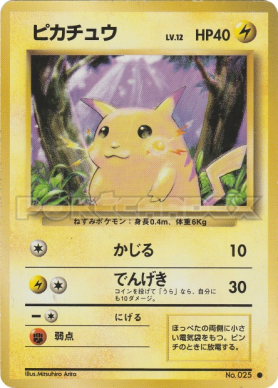 ピカチュウ LV.12 HP40
ねずみポケモン：身長0.4m、体重6Kg
かじる 10
でんげき 30
コインを投げて「うら」なら、自分にも10ダメージ。
弱点 にげる
ほっぺたの両側に小さい電気袋をもつ。ピンチのときに放電する。
Illus.Mitsuhiro Arita
No.025